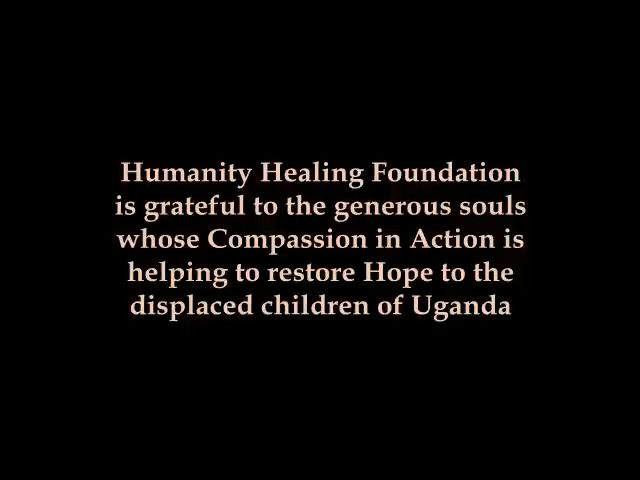 Humanity Healing Foundation
is grateful to the generous souls
whose Compassion in Action is
helping to restore Hope to the
displaced children of Uganda